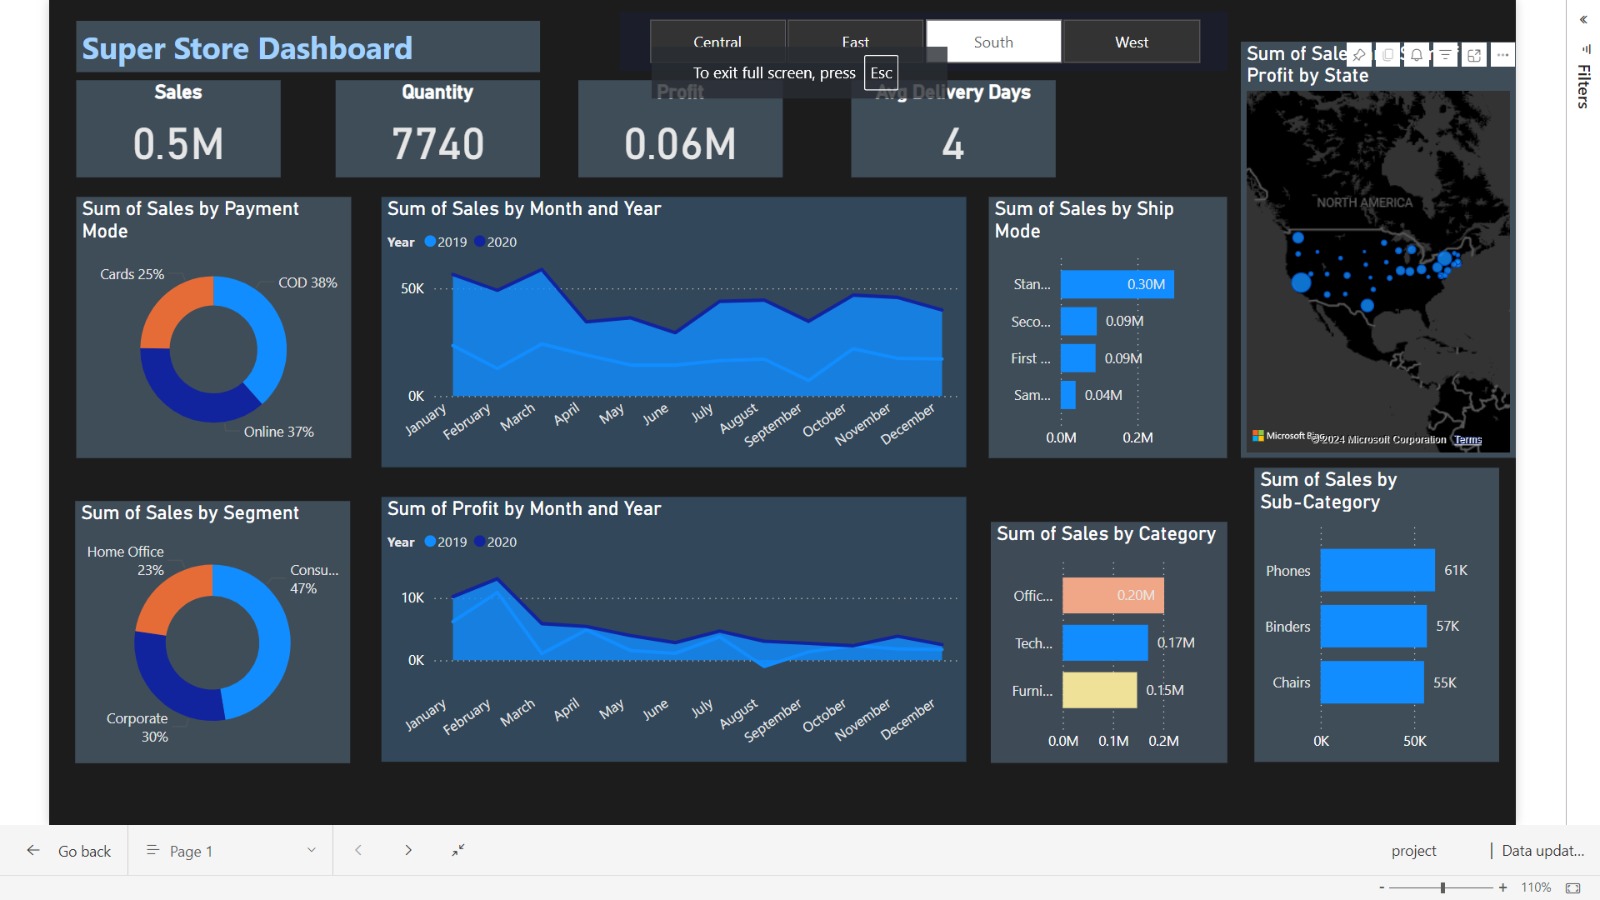 Super Store Dashboard
Central
East
South
West
To exit full screen, press Esc
Filters
Sales
0.5M
Quantity
7740
Profit
0.06M
Avg Delivery Days
4
Profit by State
NORTH AMERICA
©2024 Microsoft Corporation Terms
Sum of Sales by Payment
Mode
Cards 25%
COD 38%
Online 37%
Sum of Sales by Month and Year
Year 2019 2020
50K
0K
January
February
March
April
May
June
July
August
September
October
November
December
Sum of Sales by Ship
Mode
Stan... 0.30M
Seco... 0.09M
First ... 0.09M
Sam... 0.04M
0.0M 0.2M
Sum of Sales by Segment
Home Office
23%
Consu...
47%
Corporate
30%
Sum of Profit by Month and Year
Year 2019 2020
10K
0K
January
February
March
April
May
June
July
August
September
October
November
December
Sum of Sales by Category
Offic... 0.20M
Tech... 0.17M
Furni... 0.15M
0.0M 0.1M 0.2M
Sum of Sales by
Sub-Category
Phones 61K
Binders 57K
Chairs 55K
0K 50K
Go back
Page 1
project | Data updat...
- + 110%